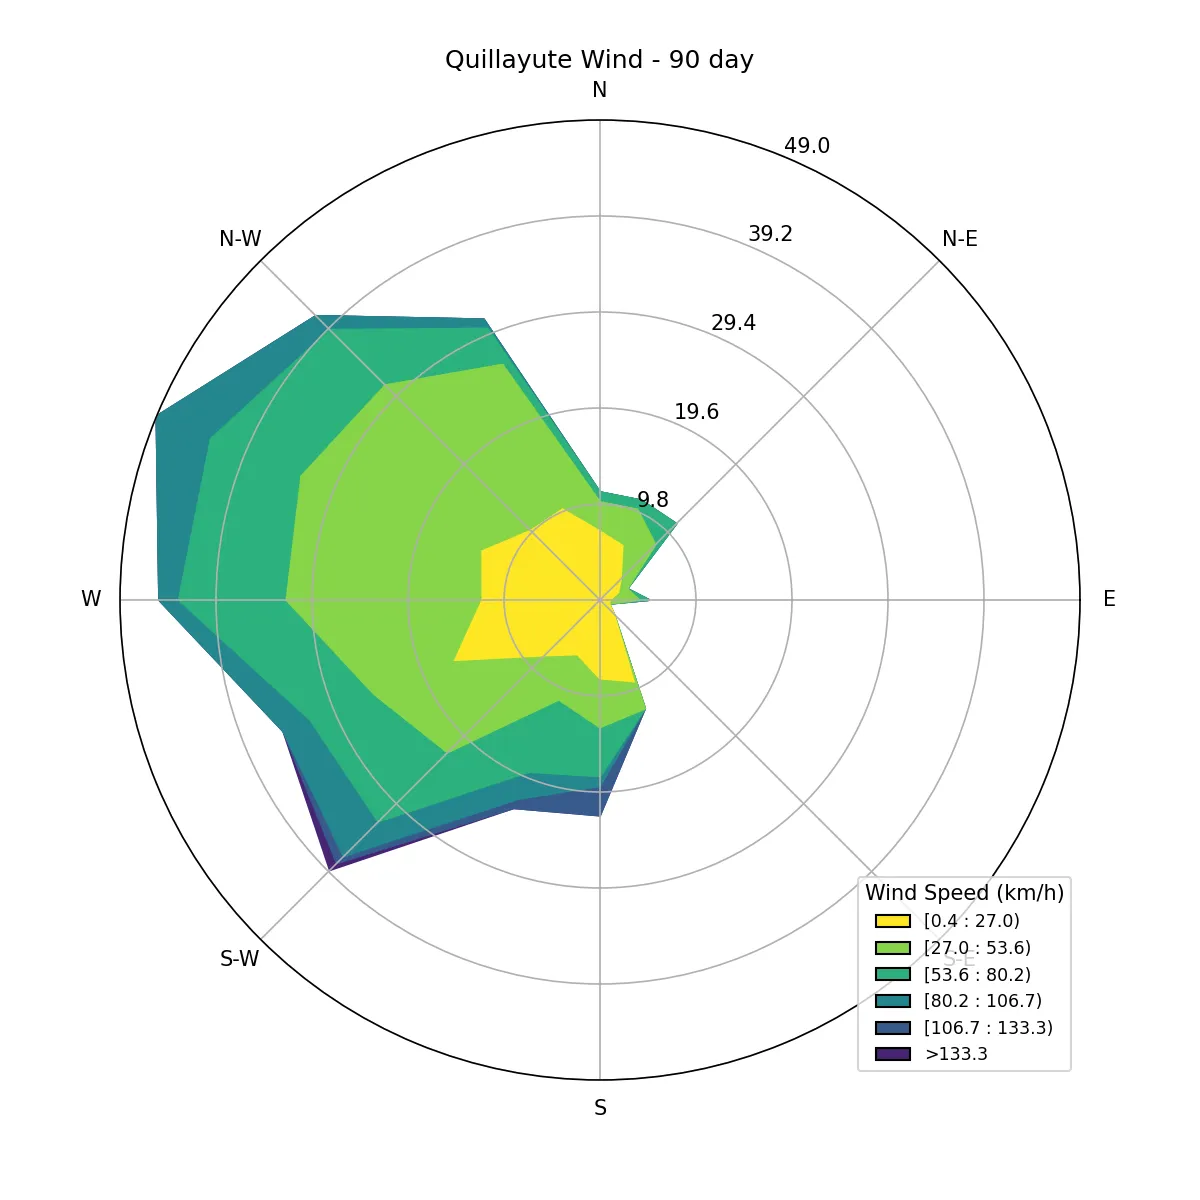 Quillayute Wind - 90 day
N
49.0
39.2
N-W
N-E
29.4
19.6
9.8
W
E
Wind Speed (km/h)
[0.4 : 27.0)
[27.0 : 53.6)
S-W
S-E
[53.6 : 80.2)
[80.2 : 106.7)
[106.7 : 133.3)
>133.3
S